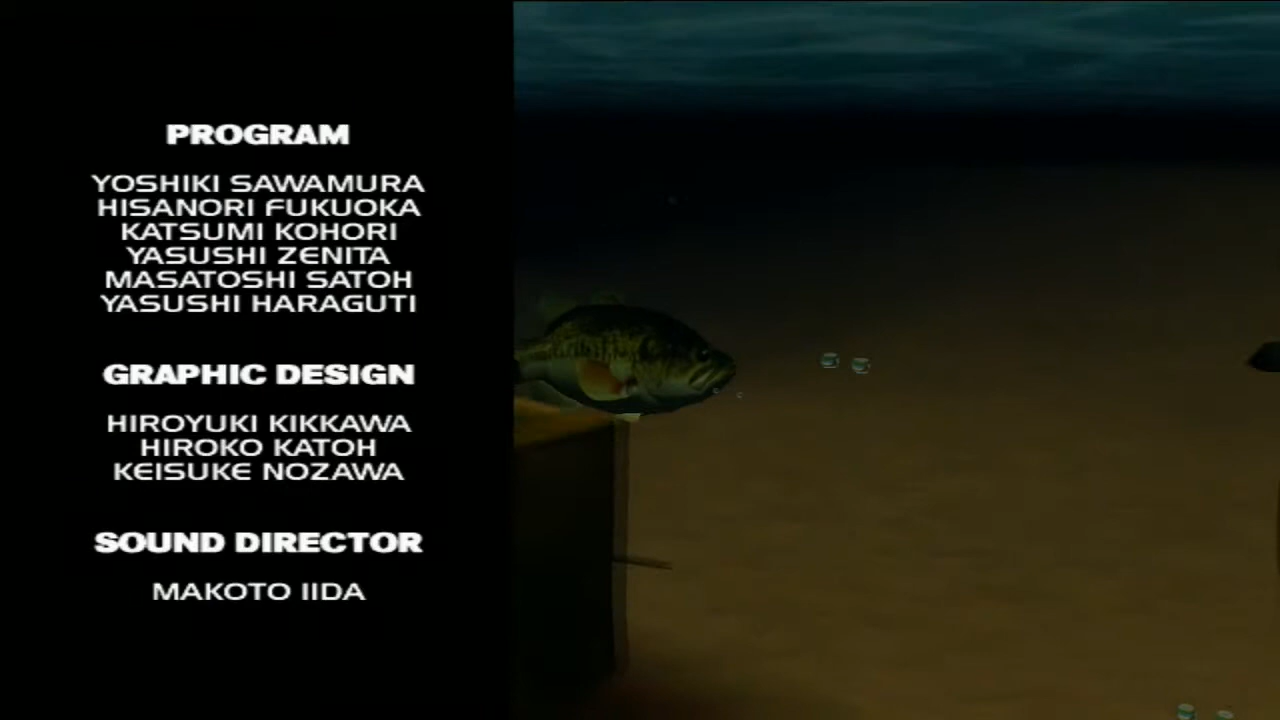 PROGRAM
YOSHIKI SAWAMURA
HISANORI FUKUOKA
KATSUMI KOHORI
YASUSHI ZENITA
MASATOSHI SATOH
YASUSHI HARAGUTI
GRAPHIC DESIGN
HIROYUKI KIKKAWA
HIROKO KATOH
KEISUKE NOZAWA
SOUND DIRECTOR
MAKOTO IIDA